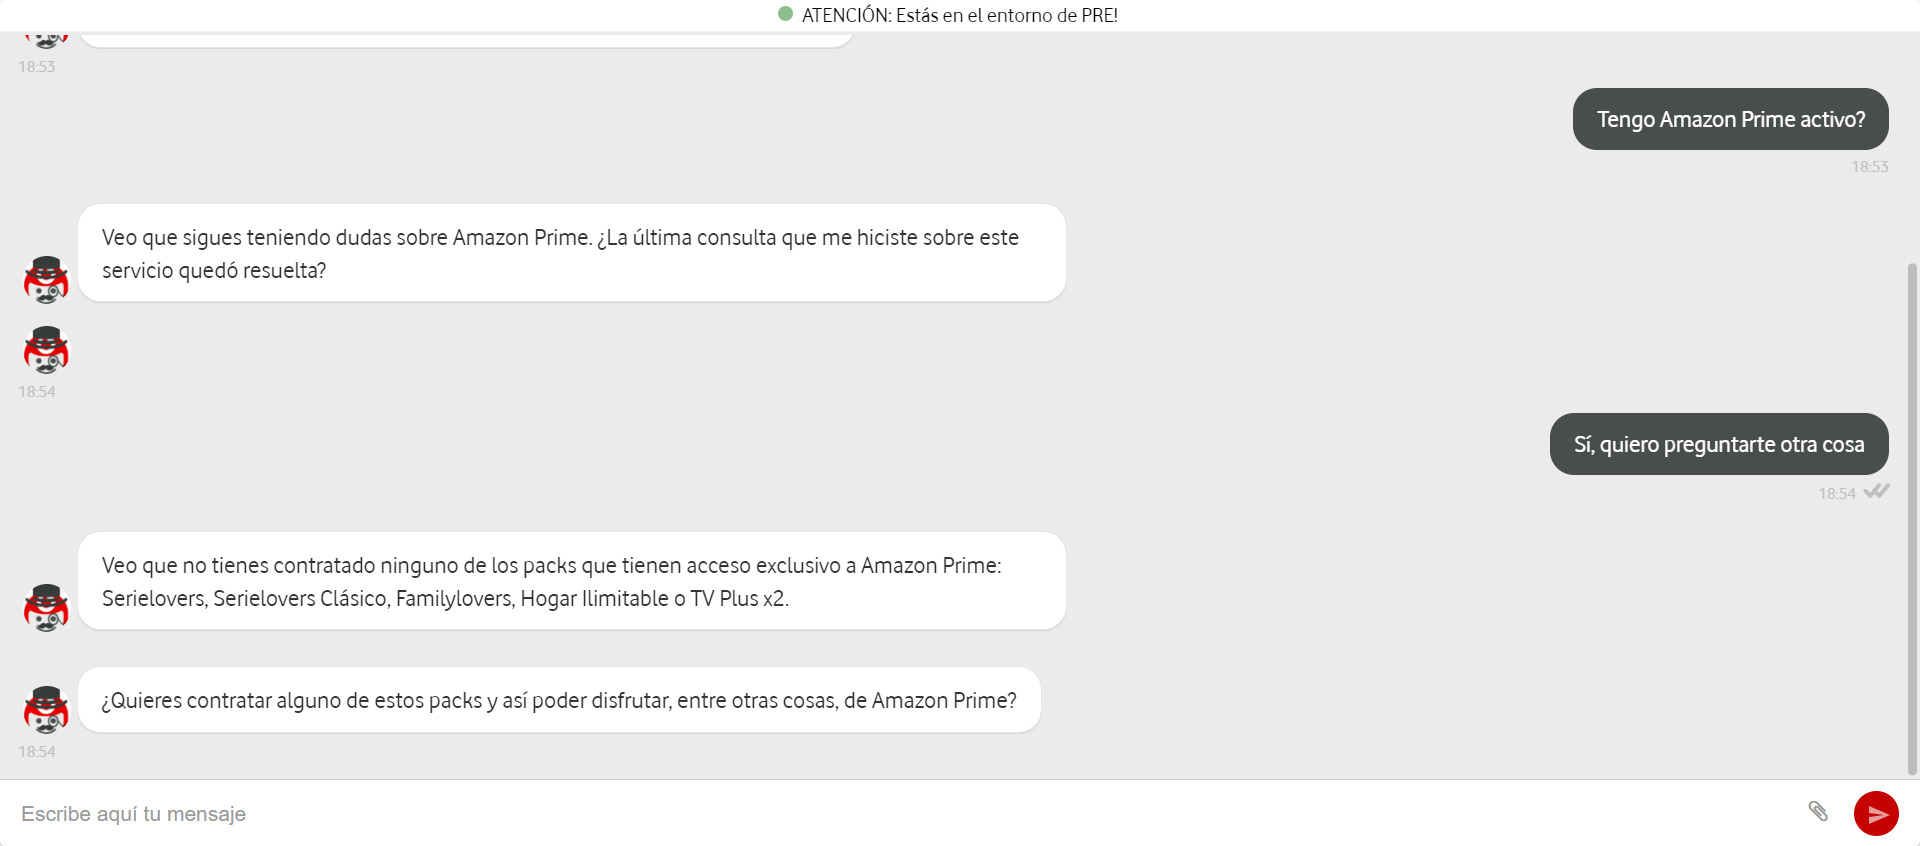 ATENCIÓN: Estás en el entorno de PRE!
18:53
Tengo Amazon Prime activo?
18:53
Veo que sigues teniendo dudas sobre Amazon Prime. ¿La última consulta que me hiciste sobre este
servicio quedó resuelta?
18:54
Sí, quiero preguntarte otra cosa
18:54
Veo que no tienes contratado ninguno de los packs que tienen acceso exclusivo a Amazon Prime:
Serielovers, Serielovers Clásico, Familylovers, Hogar Ilimitable o TV Plus x2.
¿Quieres contratar alguno de estos packs y así poder disfrutar, entre otras cosas, de Amazon Prime?
18:54
Escribe aquí tu mensaje